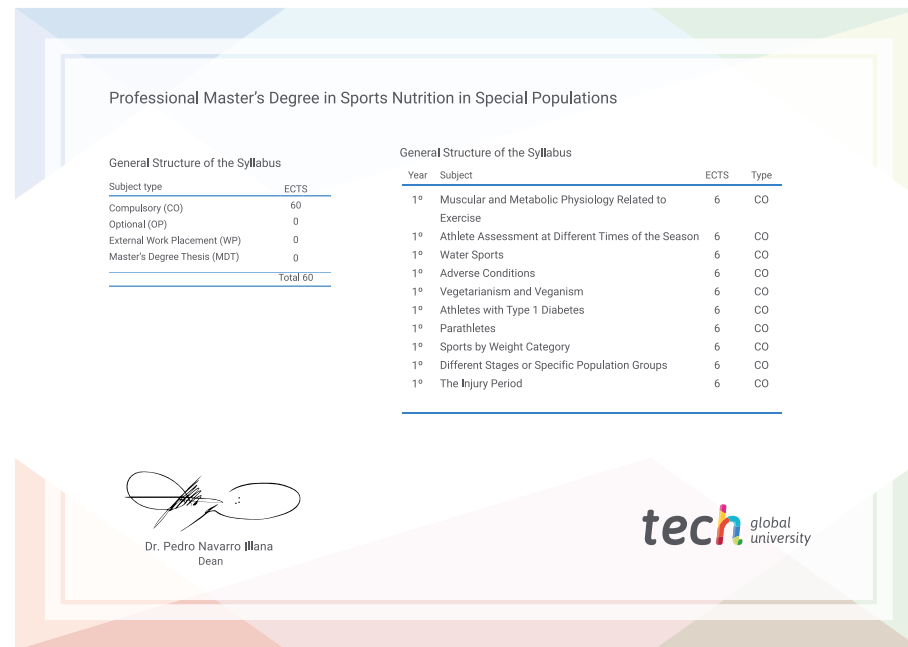 Professional Master's Degree in Sports Nutrition in Special Populations
General Structure of the Syllabus
Subject type ECTS
Compulsory (CO) 60
Optional (OP) 0
External Work Placement (WP) 0
Master's Degree Thesis (MDT) 0
Total 60
General Structure of the Syllabus
Year Subject ECTS Type
1º Muscular and Metabolic Physiology Related to 6 CO
Exercise
1º Athlete Assessment at Different Times of the Season 6 CO
1º Water Sports 6 CO
1º Adverse Conditions 6 CO
1º Vegetarianism and Veganism 6 CO
1º Athletes with Type 1 Diabetes 6 CO
1º Parathletes 6 CO
1º Sports by Weight Category 6 CO
1º Different Stages or Specific Population Groups 6 CO
1º The Injury Period 6 CO
Dr. Pedro Navarro Illana
Dean
tech global
university